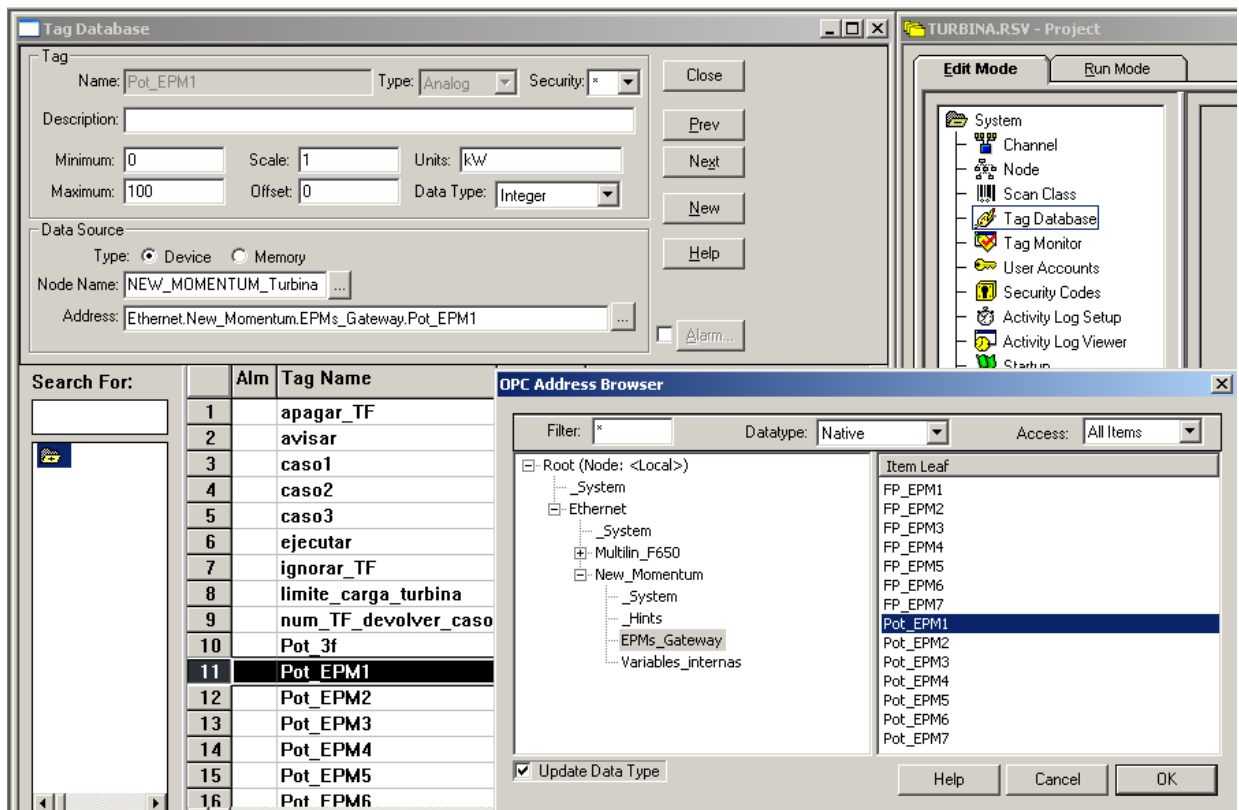 Tag Database
Tag
Name: Pot_EPM1 Type: Analog Security: *
Close
Description:
Prev
Minimum: 0 Scale: 1 Units: kW
Next
Maximum: 100 Offset: 0 Data Type: Integer
New
Data Source
Type: Device Memory
Help
Node Name: NEW_MOMENTUM_Turbina ...
Address: Ethernet.New_Momentum.EPMs_Gateway.Pot_EPM1 ...
Alarm...
TURBINA.RSV - Project
Edit Mode Run Mode
System
Channel
Node
Scan Class
Tag Database
Tag Monitor
User Accounts
Security Codes
Activity Log Setup
Activity Log Viewer
Startup
Search For:
Alm Tag Name
1 apagar_TF
2 avisar
3 caso1
4 caso2
5 caso3
6 ejecutar
7 ignorar_TF
8 limite_carga_turbina
9 num_TF_devolver_caso
10 Pot_3f
11 Pot_EPM1
12 Pot_EPM2
13 Pot_EPM3
14 Pot_EPM4
15 Pot_EPM5
16 Pot_EPM6
OPC Address Browser
Filter: * Datatype: Native Access: All Items
Root (Node: <Local>)
_System
Ethernet
_System
Multilin_F650
New_Momentum
_System
_Hints
EPMs_Gateway
Variables_internas
Item Leaf
FP_EPM1
FP_EPM2
FP_EPM3
FP_EPM4
FP_EPM5
FP_EPM6
FP_EPM7
Pot_EPM1
Pot_EPM2
Pot_EPM3
Pot_EPM4
Pot_EPM5
Pot_EPM6
Pot_EPM7
Update Data Type
Help Cancel OK